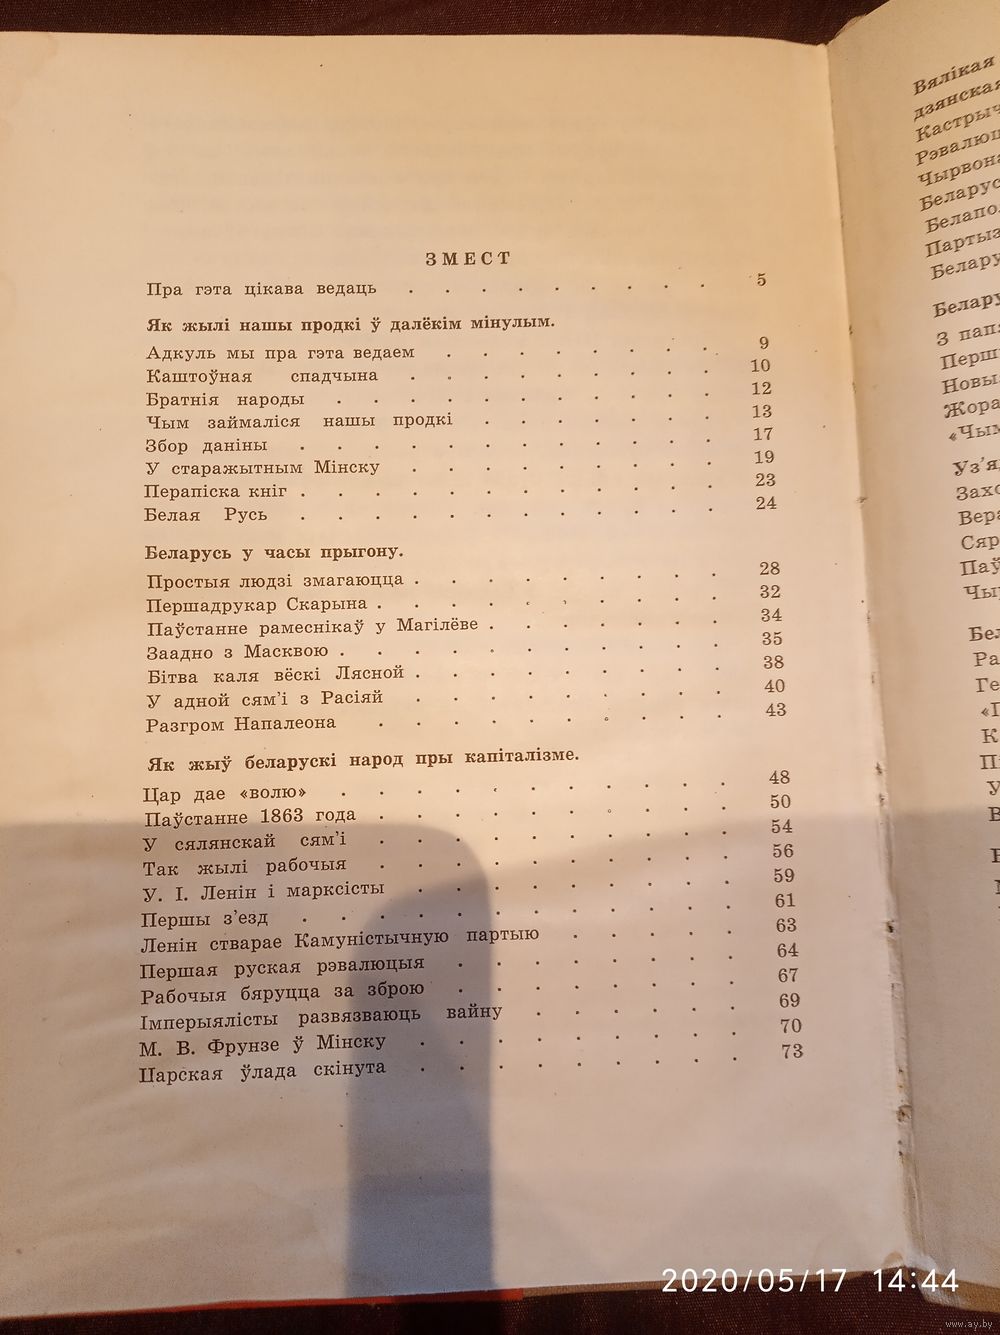 ЗМЕСТ
Пра гэта цікава ведаць . . . . . . . . . 5
Як жылі нашы продкі ў далёкім мінулым.
Адкуль мы пра гэта ведаем . . . . . . . . 9
Каштоўная спадчына . . . . . . . . . 10
Братнія народы . . . . . . . . . . . 12
Чым займаліся нашы продкі . . . . . . . 13
Збор даніны . . . . . . . . . . . . 17
У старажытным Мінску . . . . . . . . . 19
Перапіска кніг . . . . . . . . . . . . 23
Белая Русь . . . . . . . . . . . . 24
Беларусь у часы прыгону.
Простыя людзі змагаюцца . . . . . . . . . 28
Першадрукар Скарына . . . . . . . . . . 32
Паўстанне рамеснікаў у Магілёве . . . . . . . 34
Заадно з Масквою . . . . . . . . . . . 35
Бітва каля вёскі Лясной . . . . . . . . . 38
У адной сям'і з Расіяй . . . . . . . . . 40
Разгром Напалеона . . . . . . . . . . 43
Як жыў беларускі народ пры капіталізме.
Цар дае «волю» . . . . . . . . . . . 48
Паўстанне 1863 года . . . . . . . . . . 50
У сялянскай сям'і . . . . . . . . . . 54
Так жылі рабочыя . . . . . . . . . . 56
У. І. Ленін і марксісты . . . . . . . . . 59
Першы з'езд . . . . . . . . . . . . 61
Ленін стварае Камуністычную партыю . . . . . 63
Першая руская рэвалюцыя . . . . . . . . 64
Рабочыя бяруцца за зброю . . . . . . . . 67
Імперыялісты развязваюць вайну . . . . . . 69
М. В. Фрунзе ў Мінску . . . . . . . . . 70
Царская ўлада скінута . . . . . . . . . 73
Вялікая
дзянская
2020/05/17 14:44
www.ay.by